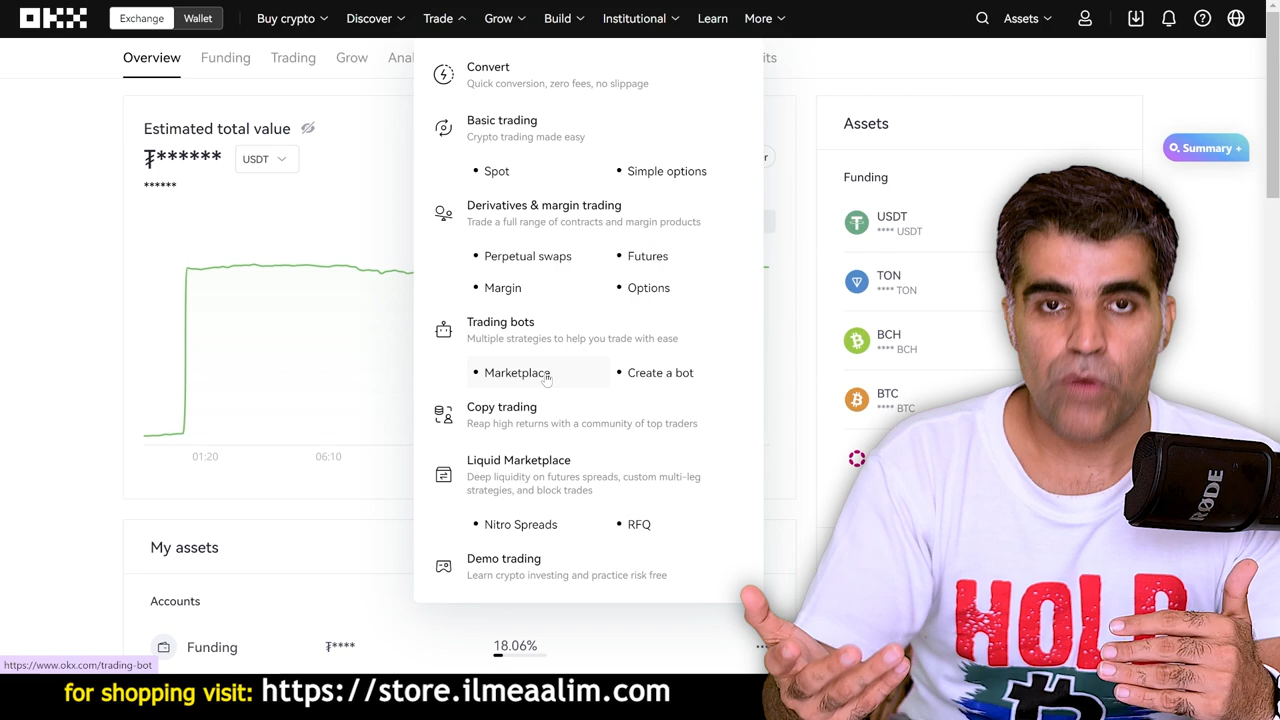 OKX
Exchange
Wallet
Buy crypto
Discover
Trade
Grow
Build
Institutional
Learn
More
Assets
Overview
Funding
Trading
Grow
Ana
its
Estimated total value
₮****** USDT
******
01:20
06:10
Convert
Quick conversion, zero fees, no slippage
Basic trading
Crypto trading made easy
• Spot
• Simple options
Derivatives & margin trading
Trade a full range of contracts and margin products
• Perpetual swaps
• Futures
• Margin
• Options
Trading bots
Multiple strategies to help you trade with ease
• Marketplace
• Create a bot
Copy trading
Reap high returns with a community of top traders
Liquid Marketplace
Deep liquidity on futures spreads, custom multi-leg
strategies, and block trades
• Nitro Spreads
• RFQ
Demo trading
Learn crypto investing and practice risk free
r
Assets
Summary +
Funding
USDT
**** USDT
TON
**** TON
BCH
**** BCH
BTC
**** BTC
My assets
Accounts
Funding
₮****
18.06%
RØDE
HOLD
https://www.okx.com/trading-bot
for shopping visit: https://store.ilmeaalim.com